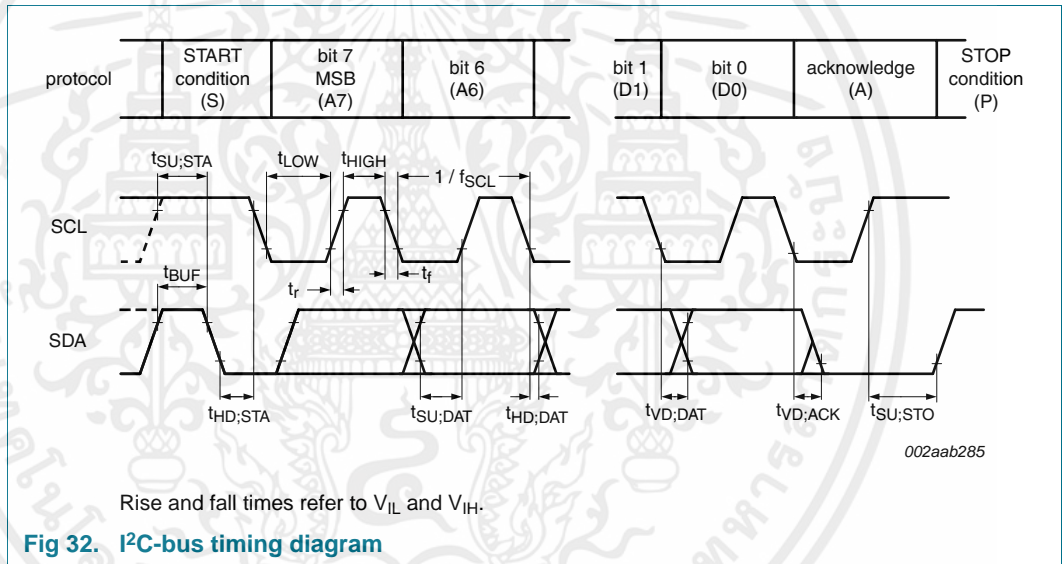 protocol
START
condition
(S)
bit 7
MSB
(A7)
bit 6
(A6)
bit 1
(D1)
bit 0
(D0)
acknowledge
(A)
STOP
condition
(P)
tSU;STA
tLOW
tHIGH
1 / fSCL
SCL
tBUF
tr
tf
SDA
tHD;STA
tSU;DAT
tHD;DAT
tVD;DAT
tVD;ACK
tSU;STO
002aab285
Rise and fall times refer to VIL and VIH.
Fig 32. I²C-bus timing diagram